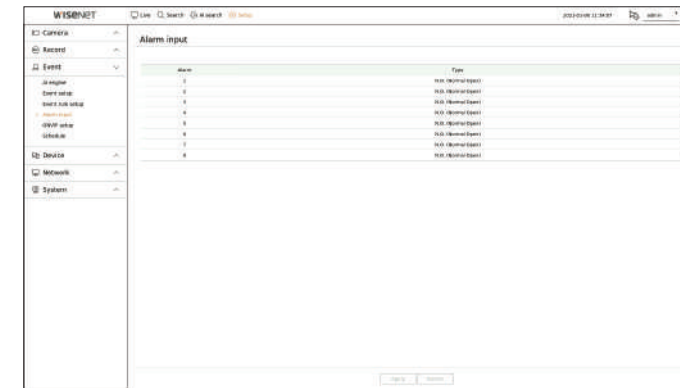 WISENET
Live Search AI search Setup
admin
Camera
Record
Event
AI engine
Event setup
Event rule setup
Alarm input
ONVIF setup
Schedule
Device
Network
System
Alarm input
Alarm Type
1 N.O. (Normal Open)
2 N.O. (Normal Open)
3 N.O. (Normal Open)
4 N.O. (Normal Open)
5 N.O. (Normal Open)
6 N.O. (Normal Open)
7 N.O. (Normal Open)
8 N.O. (Normal Open)
Apply